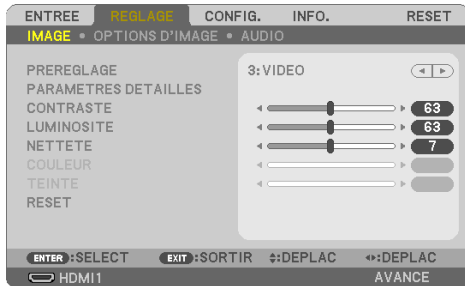 ENTREE REGLAGE CONFIG. INFO. RESET
IMAGE • OPTIONS D'IMAGE • AUDIO
PREREGLAGE 3:VIDEO
PARAMETRES DETAILLES
CONTRASTE 63
LUMINOSITE 63
NETTETE 7
COULEUR
TEINTE
RESET
ENTER :SELECT EXIT :SORTIR :DEPLAC :DEPLAC
HDMI1 AVANCE